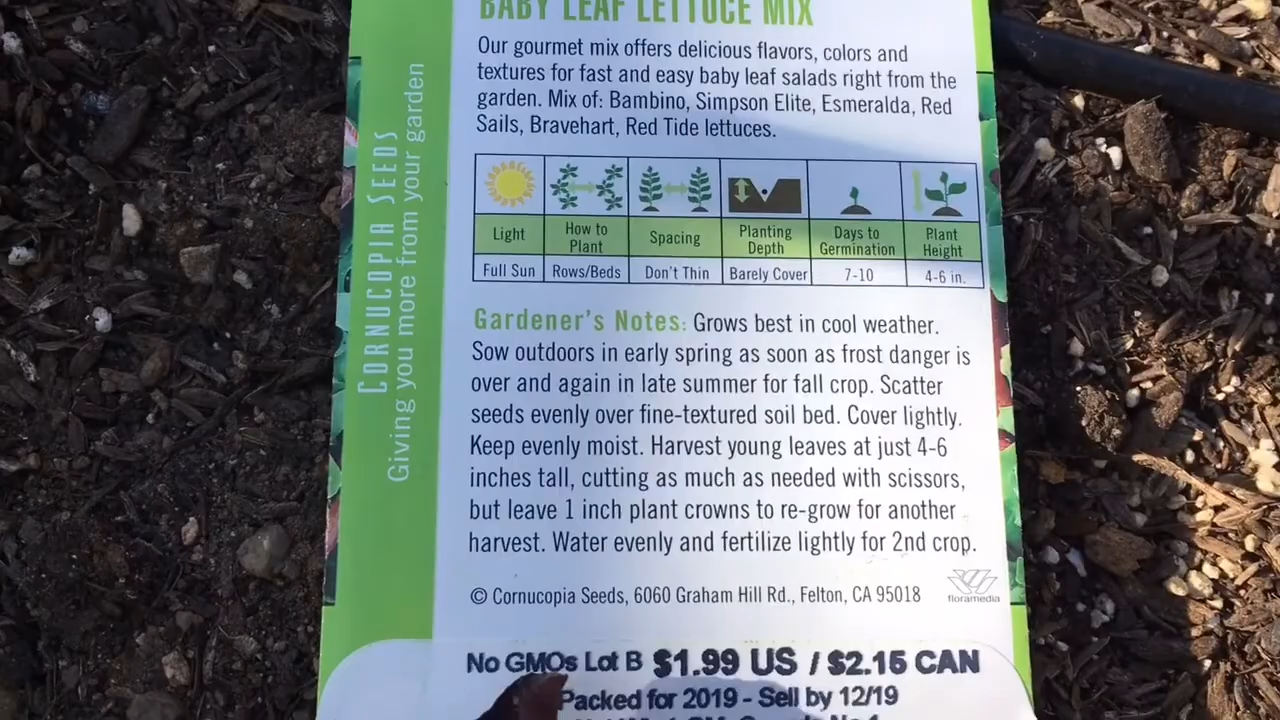 BABY LEAF LETTUCE MIX
Our gourmet mix offers delicious flavors, colors and
textures for fast and easy baby leaf salads right from the
garden. Mix of: Bambino, Simpson Elite, Esmeralda, Red
Sails, Bravehart, Red Tide lettuces.
Light
How to
Plant
Spacing
Planting
Depth
Days to
Germination
Plant
Height
Full Sun
Rows/Beds
Don't Thin
Barely Cover
7-10
4-6 in.
Gardener's Notes: Grows best in cool weather.
Sow outdoors in early spring as soon as frost danger is
over and again in late summer for fall crop. Scatter
seeds evenly over fine-textured soil bed. Cover lightly.
Keep evenly moist. Harvest young leaves at just 4-6
inches tall, cutting as much as needed with scissors,
but leave 1 inch plant crowns to re-grow for another
harvest. Water evenly and fertilize lightly for 2nd crop.
© Cornucopia Seeds, 6060 Graham Hill Rd., Felton, CA 95018
floramedia
No GMOs Lot B $1.99 US / $2.15 CAN
Packed for 2019 - Sell by 12/19
CORNUCOPIA SEEDS
Giving you more from your garden